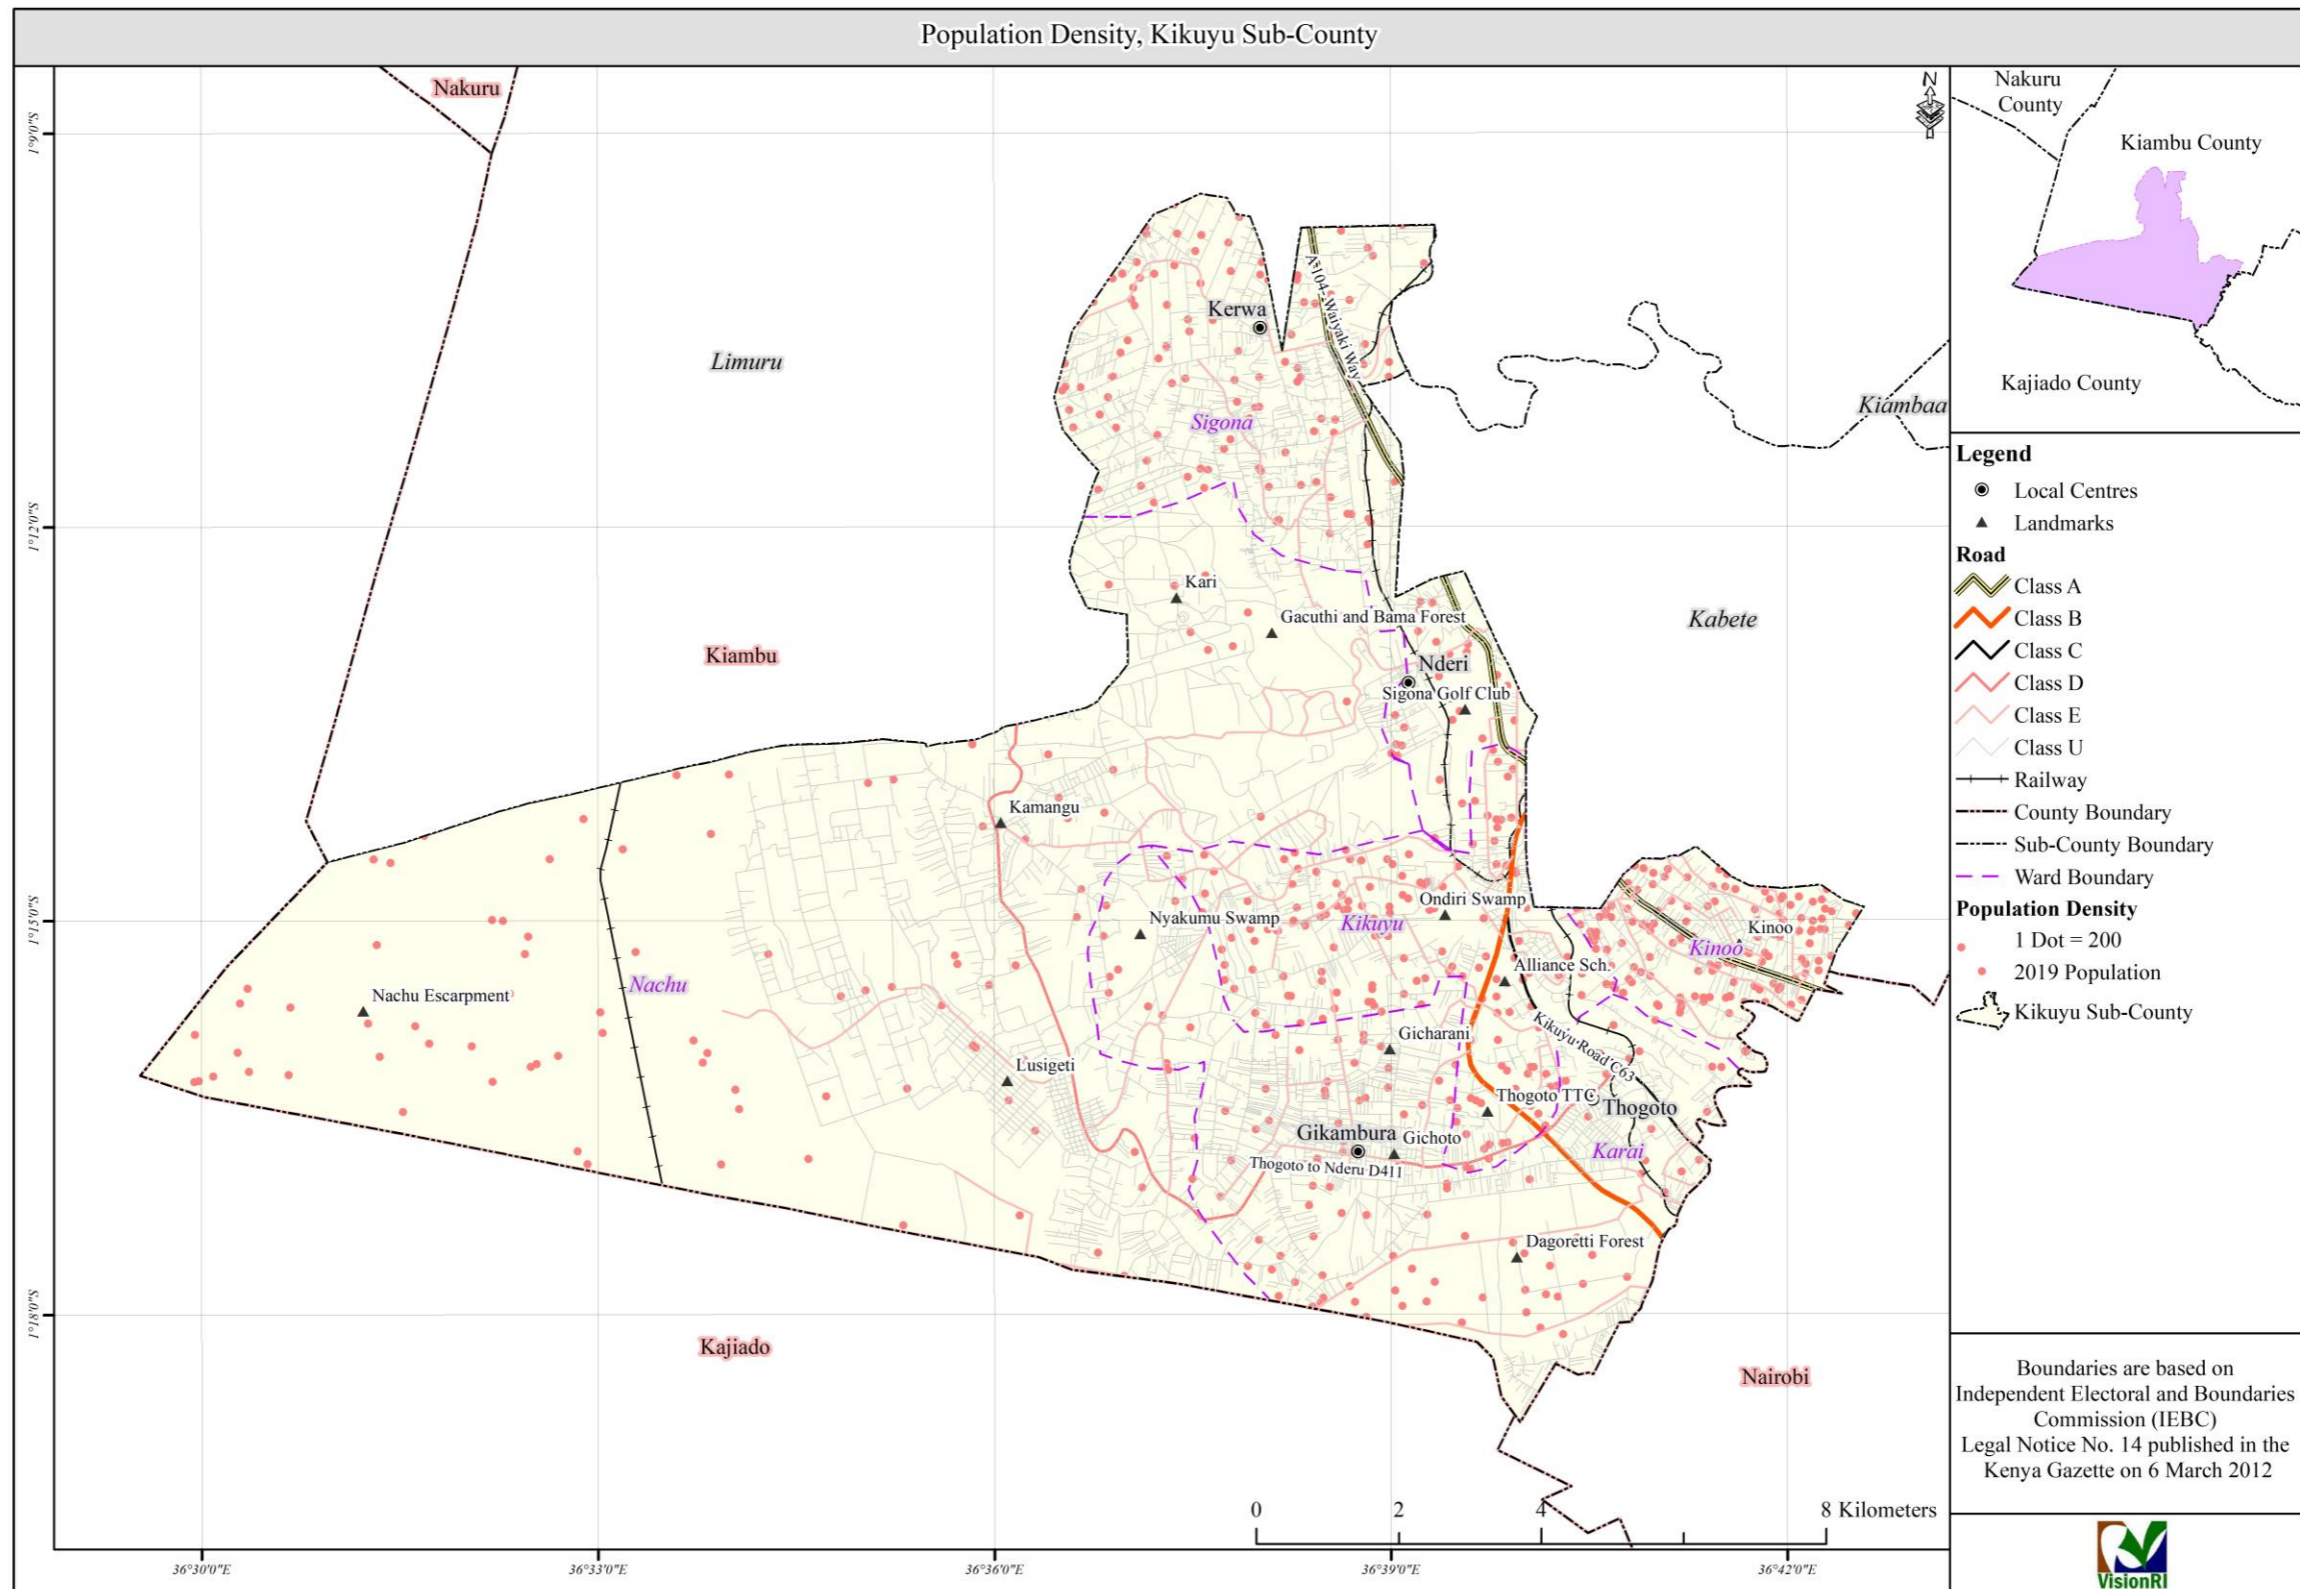 Population Density, Kikuyu Sub-County
Nakuru
Limuru
Kiambu
Kajiado
Nairobi
Kabete
Kiambaa
Kerwa
A-104-Waiyaki Way
Sigona
Kari
Gacuthi and Bama Forest
Nderi
Sigona Golf Club
Kamangu
Nyakumu Swamp
Kikuyu
Ondiri Swamp
Kinoo
Kinoo
Alliance Sch.
Nachu
Nachu Escarpment
Kikuyu Road C63
Gicharani
Lusigeti
Thogoto TTC
Thogoto
Gikambura
Gichoto
Karai
Thogoto to Nderu D411
Dagoretti Forest
0 2 4 8 Kilometers
1°9'0"S
1°12'0"S
1°15'0"S
1°18'0"S
36°30'0"E
36°33'0"E
36°36'0"E
36°39'0"E
36°42'0"E
N
Nakuru
County
Kiambu County
Kajiado County
Legend
Local Centres
Landmarks
Road
Class A
Class B
Class C
Class D
Class E
Class U
Railway
County Boundary
Sub-County Boundary
Ward Boundary
Population Density
1 Dot = 200
2019 Population
Kikuyu Sub-County
Boundaries are based on
Independent Electoral and Boundaries
Commission (IEBC)
Legal Notice No. 14 published in the
Kenya Gazette on 6 March 2012
VisionRI